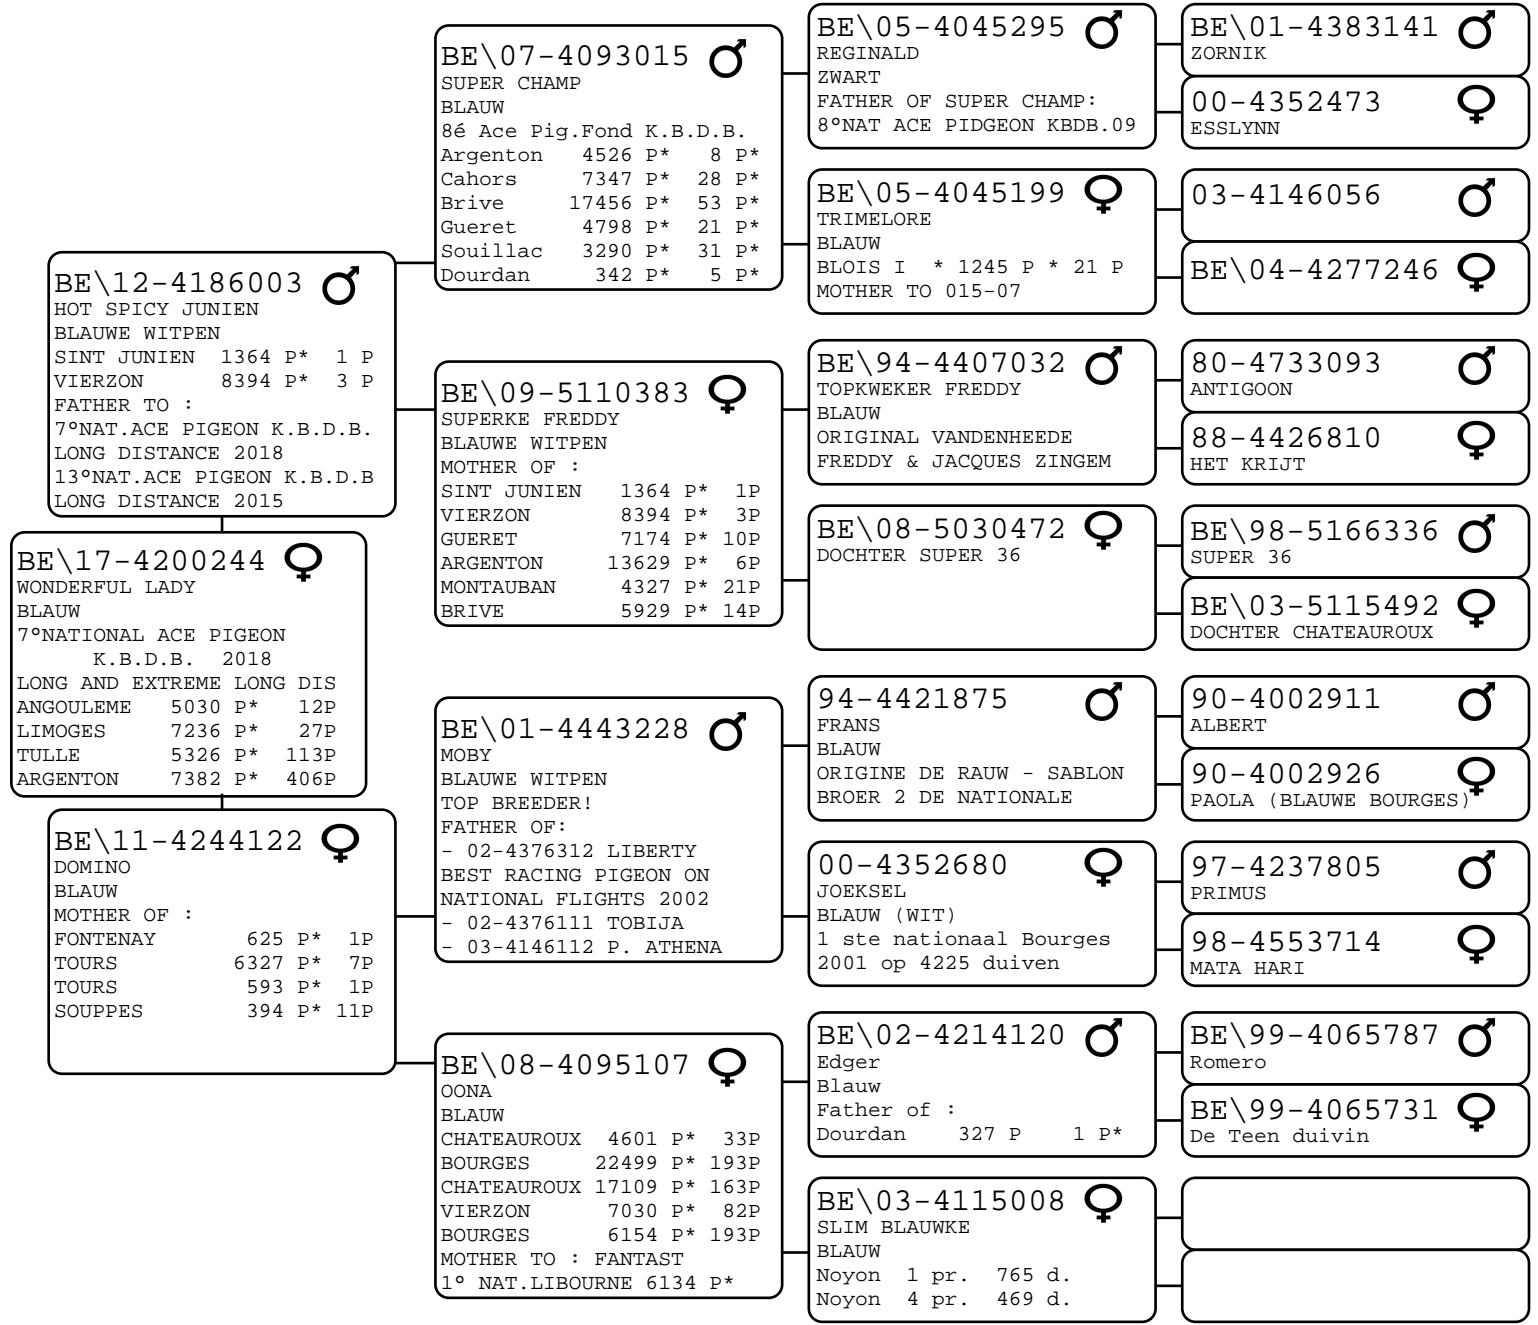 BE\17-4200244
WONDERFUL LADY
BLAUW
7ºNATIONAL ACE PIGEON
K.B.D.B. 2018
LONG AND EXTREME LONG DIS
ANGOULEME 5030 P* 12P
LIMOGES 7236 P* 27P
TULLE 5326 P* 113P
ARGENTON 7382 P* 406P
BE\12-4186003
HOT SPICY JUNIEN
BLAUWE WITPEN
SINT JUNIEN 1364 P* 1 P
VIERZON 8394 P* 3 P
FATHER TO :
7ºNAT.ACE PIGEON K.B.D.B.
LONG DISTANCE 2018
13ºNAT.ACE PIGEON K.B.D.B
LONG DISTANCE 2015
BE\11-4244122
DOMINO
BLAUW
MOTHER OF :
FONTENAY 625 P* 1P
TOURS 6327 P* 7P
TOURS 593 P* 1P
SOUPPES 394 P* 11P
BE\07-4093015
SUPER CHAMP
BLAUW
8é Ace Pig.Fond K.B.D.B.
Argenton 4526 P* 8 P*
Cahors 7347 P* 28 P*
Brive 17456 P* 53 P*
Gueret 4798 P* 21 P*
Souillac 3290 P* 31 P*
Dourdan 342 P* 5 P*
BE\09-5110383
SUPERKE FREDDY
BLAUWE WITPEN
MOTHER OF :
SINT JUNIEN 1364 P* 1P
VIERZON 8394 P* 3P
GUERET 7174 P* 10P
ARGENTON 13629 P* 6P
MONTAUBAN 4327 P* 21P
BRIVE 5929 P* 14P
BE\01-4443228
MOBY
BLAUWE WITPEN
TOP BREEDER!
FATHER OF:
- 02-4376312 LIBERTY
BEST RACING PIGEON ON
NATIONAL FLIGHTS 2002
- 02-4376111 TOBIJA
- 03-4146112 P. ATHENA
BE\08-4095107
OONA
BLAUW
CHATEAUROUX 4601 P* 33P
BOURGES 22499 P* 193P
CHATEAUROUX 17109 P* 163P
VIERZON 7030 P* 82P
BOURGES 6154 P* 193P
MOTHER TO : FANTAST
1º NAT.LIBOURNE 6134 P*
BE\05-4045295
REGINALD
ZWART
FATHER OF SUPER CHAMP:
8ºNAT ACE PIDGEON KBDB.09
BE\05-4045199
TRIMELORE
BLAUW
BLOIS I * 1245 P * 21 P
MOTHER TO 015-07
BE\94-4407032
TOPKWEKER FREDDY
BLAUW
ORIGINAL VANDENHEEDE
FREDDY & JACQUES ZINGEM
BE\08-5030472
DOCHTER SUPER 36
94-4421875
FRANS
BLAUW
ORIGINE DE RAUW - SABLON
BROER 2 DE NATIONALE
00-4352680
JOEKSEL
BLAUW (WIT)
1 ste nationaal Bourges
2001 op 4225 duiven
BE\02-4214120
Edger
Blauw
Father of :
Dourdan 327 P 1 P*
BE\03-4115008
SLIM BLAUWKE
BLAUW
Noyon 1 pr. 765 d.
Noyon 4 pr. 469 d.
BE\01-4383141
ZORNIK
00-4352473
ESSLYNN
03-4146056
BE\04-4277246
80-4733093
ANTIGOON
88-4426810
HET KRIJT
BE\98-5166336
SUPER 36
BE\03-5115492
DOCHTER CHATEAUROUX
90-4002911
ALBERT
90-4002926
PAOLA (BLAUWE BOURGES)
97-4237805
PRIMUS
98-4553714
MATA HARI
BE\99-4065787
Romero
BE\99-4065731
De Teen duivin